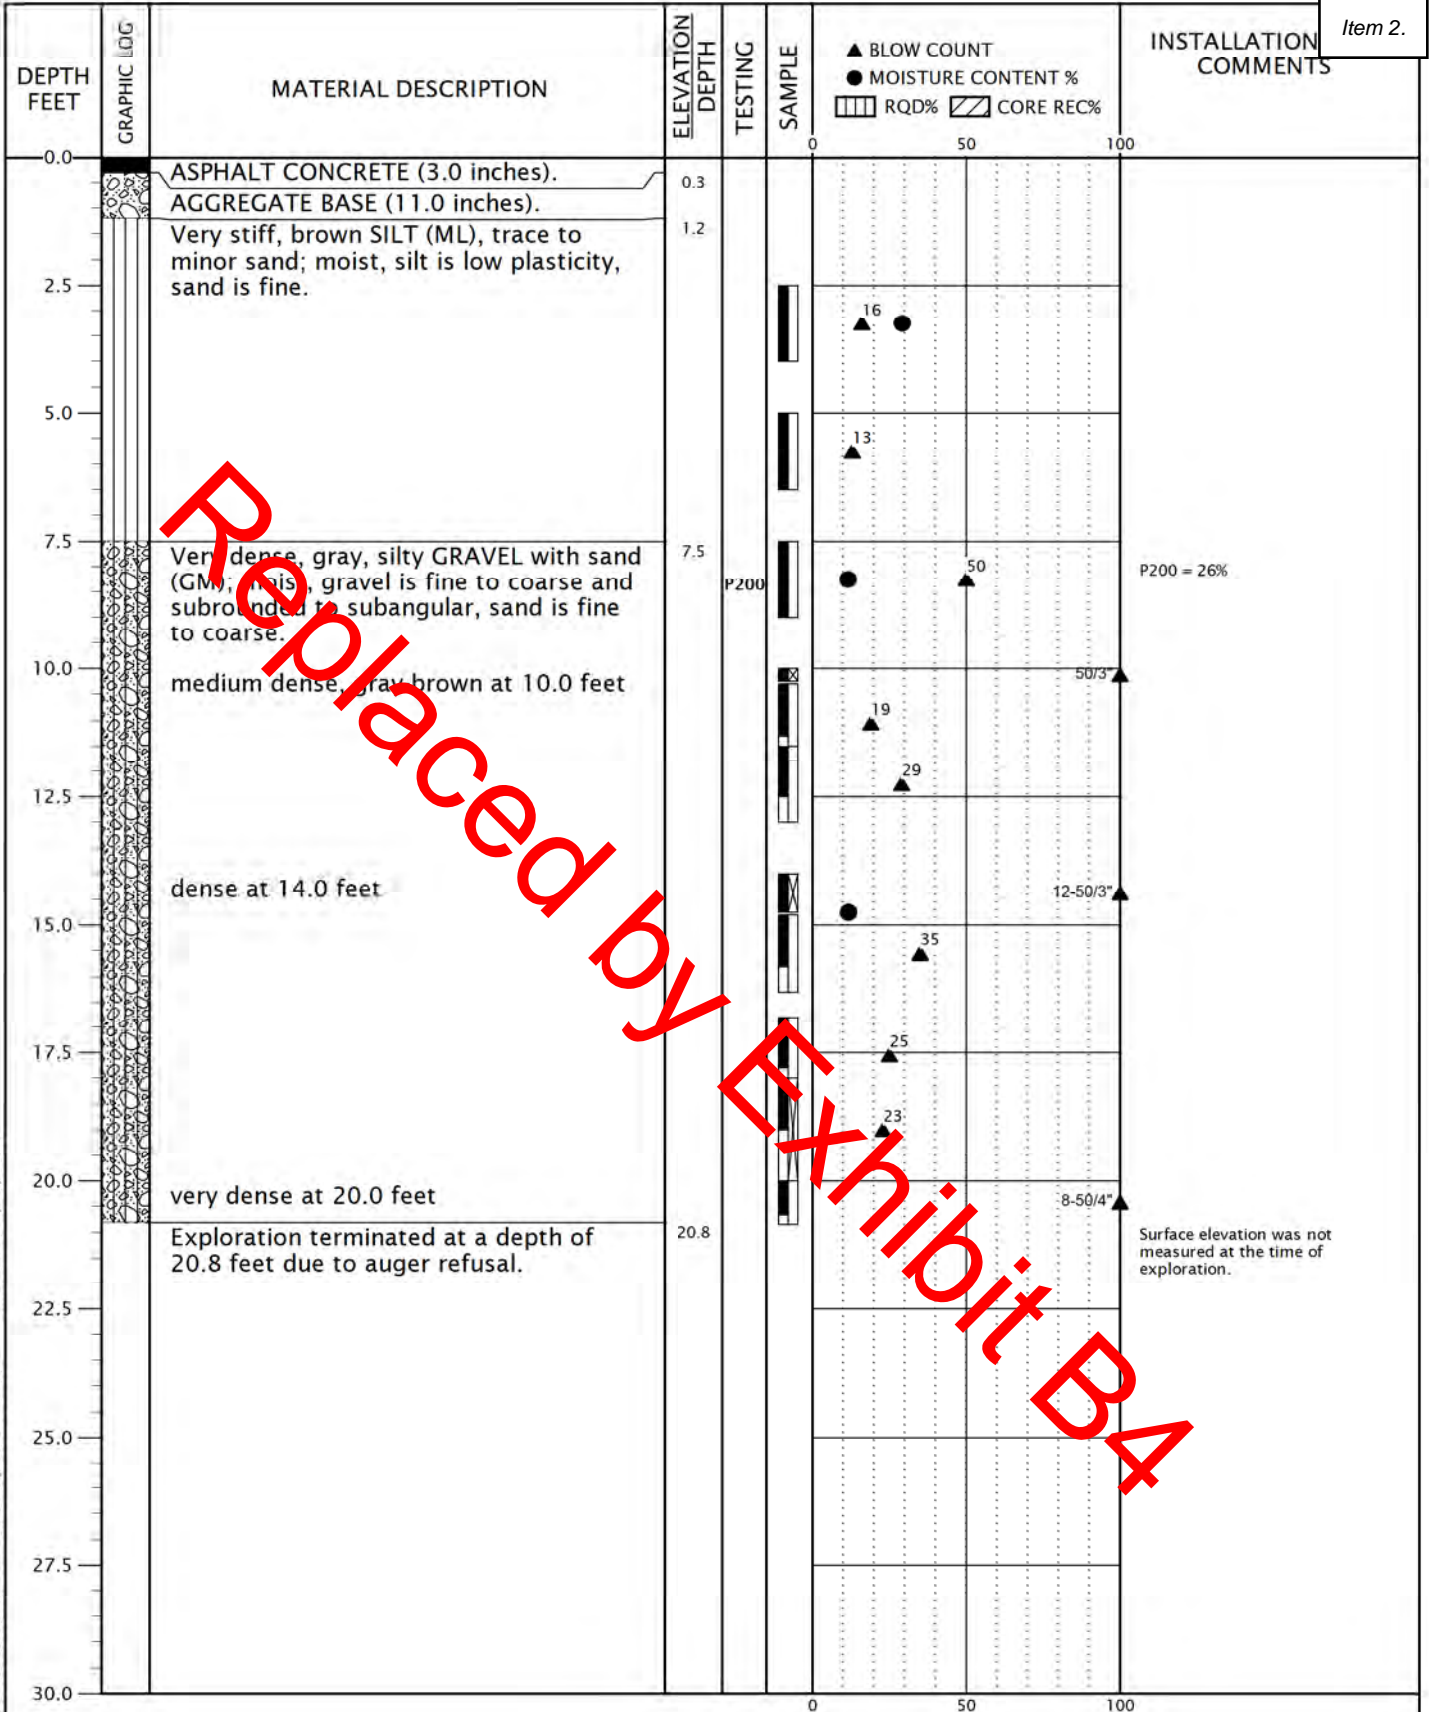 Item 2.
DEPTH
FEET
GRAPHIC LOG
MATERIAL DESCRIPTION
ELEVATION
DEPTH
TESTING
SAMPLE
▲ BLOW COUNT
● MOISTURE CONTENT %
RQD% CORE REC%
INSTALLATION
COMMENTS
0 50 100
0.0
ASPHALT CONCRETE (3.0 inches).
0.3
AGGREGATE BASE (11.0 inches).
1.2
Very stiff, brown SILT (ML), trace to
minor sand; moist, silt is low plasticity,
sand is fine.
2.5
16
5.0
13
7.5
Very dense, gray, silty GRAVEL with sand
(GM); moist, gravel is fine to coarse and
subrounded to subangular, sand is fine
to coarse.
7.5
P200
50
P200 = 26%
10.0
medium dense, gray-brown at 10.0 feet
50/3"
19
29
12.5
dense at 14.0 feet
12-50/3"
15.0
35
17.5
25
23
20.0
very dense at 20.0 feet
8-50/4"
Exploration terminated at a depth of
20.8 feet due to auger refusal.
20.8
Surface elevation was not
measured at the time of
exploration.
22.5
25.0
27.5
30.0
0 50 100
Replaced by Exhibit B4